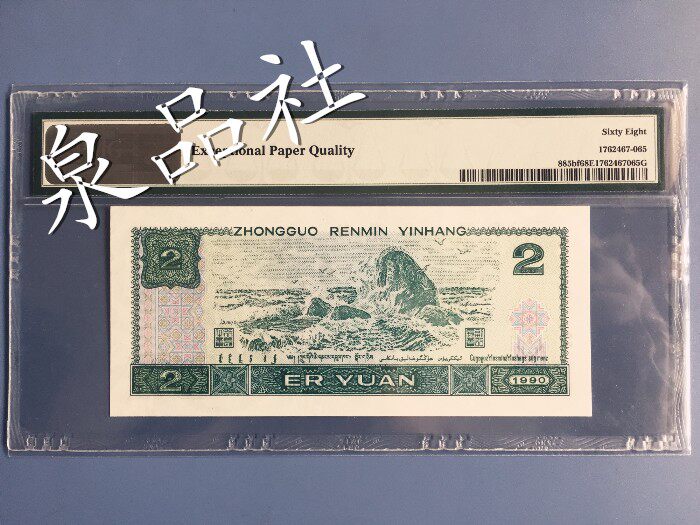 泉品社
Exceptional Paper Quality
Sixty Eight
1762467-065
885bf68E1762467065G
ZHONGGUO RENMIN YINHANG
2
2
2
ER YUAN
1990